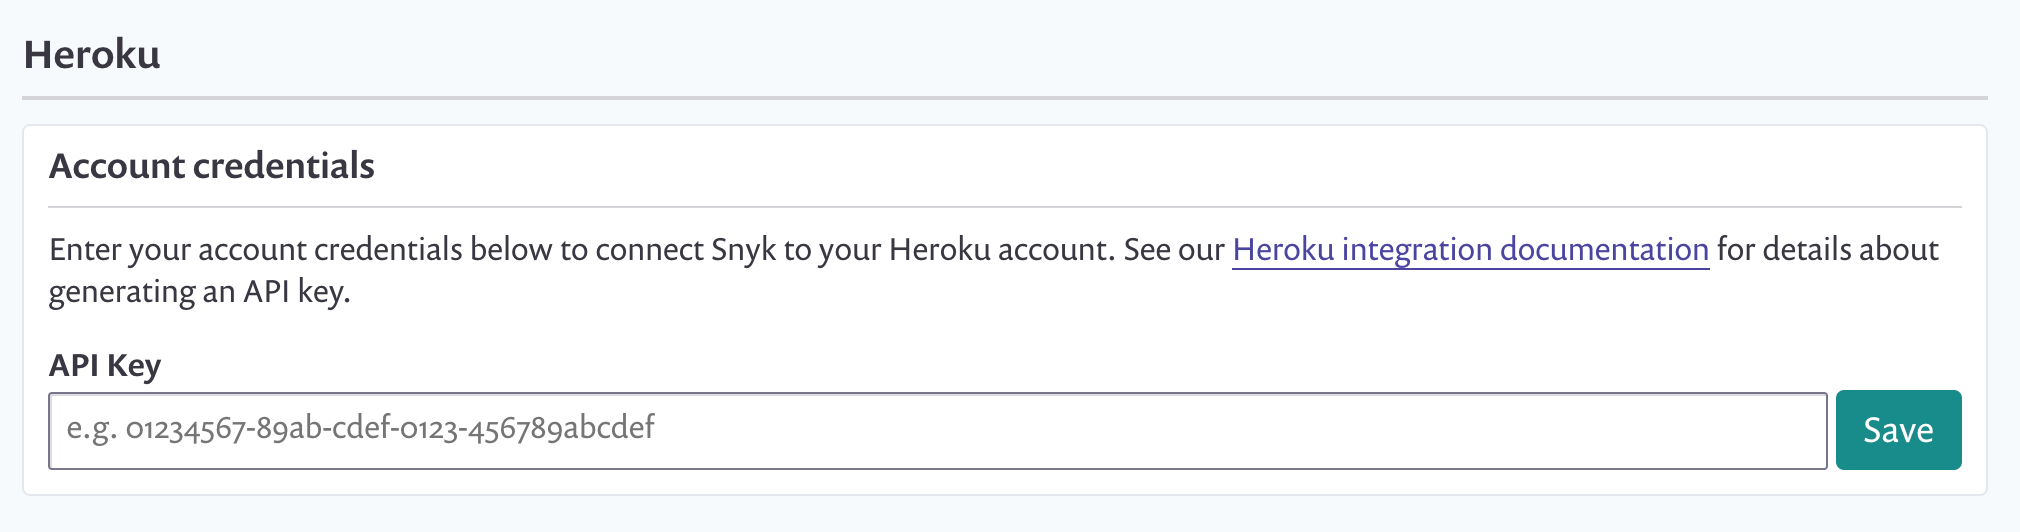 Heroku
Account credentials
Enter your account credentials below to connect Snyk to your Heroku account. See our Heroku integration documentation for details about
generating an API key.
API Key
e.g. 01234567-89ab-cdef-0123-456789abcdef
Save